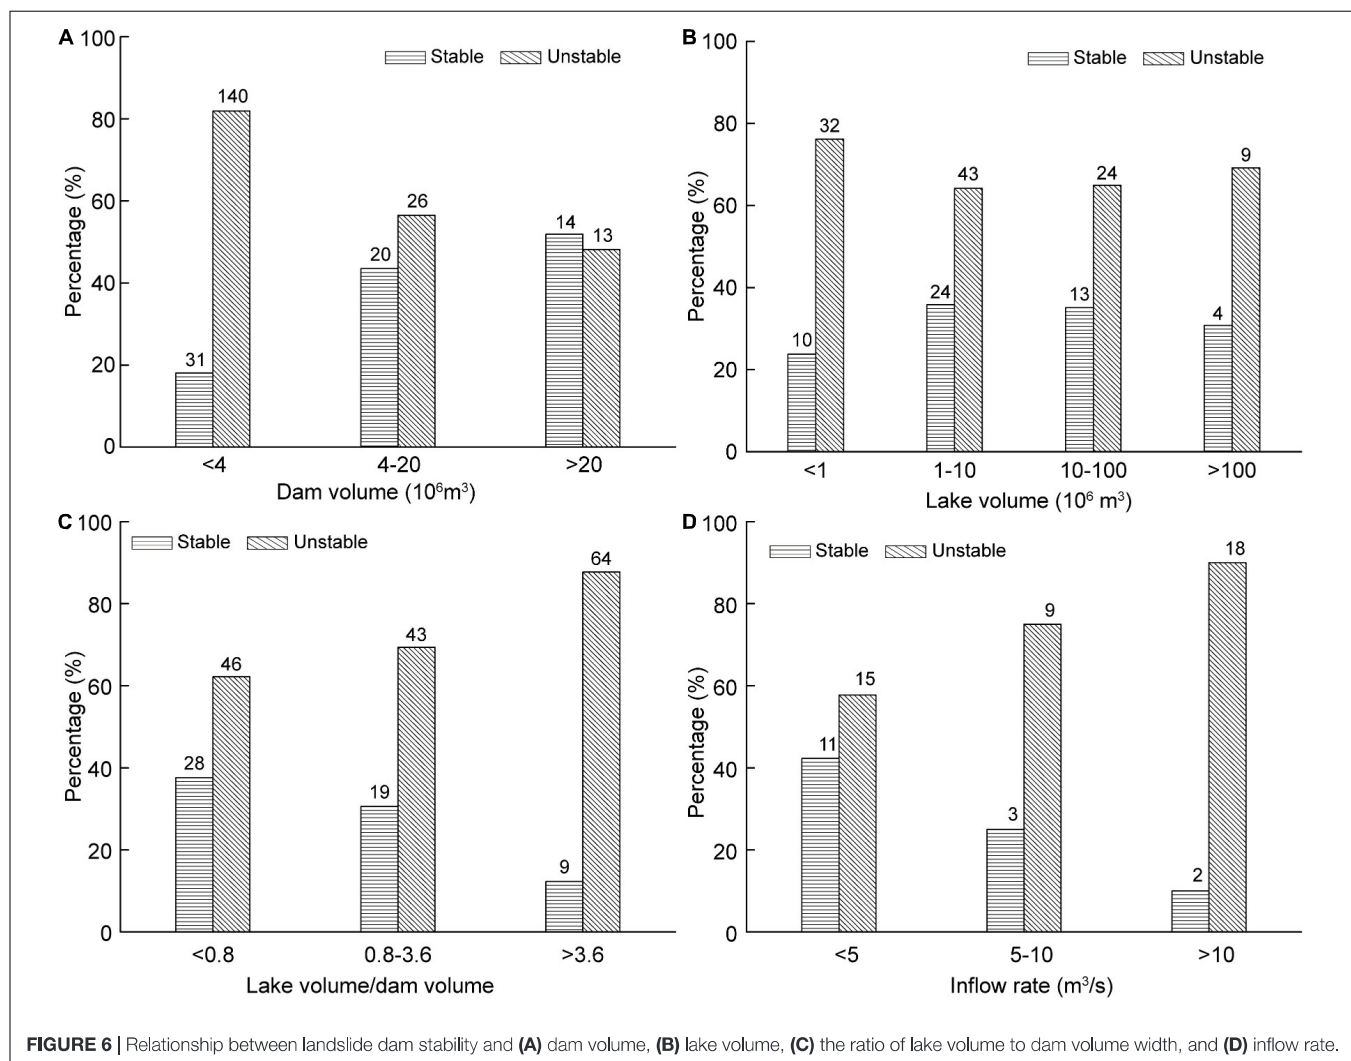 A
Stable Unstable
100
80
60
40
20
0
Percentage (%)
31 140
20 26
14 13
<4 4-20 >20
Dam volume (10⁶m³)
B
Stable Unstable
100
80
60
40
20
0
Percentage (%)
10 32
24 43
13 24
4 9
<1 1-10 10-100 >100
Lake volume (10⁶ m³)
C
Stable Unstable
100
80
60
40
20
0
Percentage (%)
28 46
19 43
9 64
<0.8 0.8-3.6 >3.6
Lake volume/dam volume
D
Stable Unstable
100
80
60
40
20
0
Percentage (%)
11 15
3 9
2 18
<5 5-10 >10
Inflow rate (m³/s)
FIGURE 6 | Relationship between landslide dam stability and (A) dam volume, (B) lake volume, (C) the ratio of lake volume to dam volume width, and (D) inflow rate.